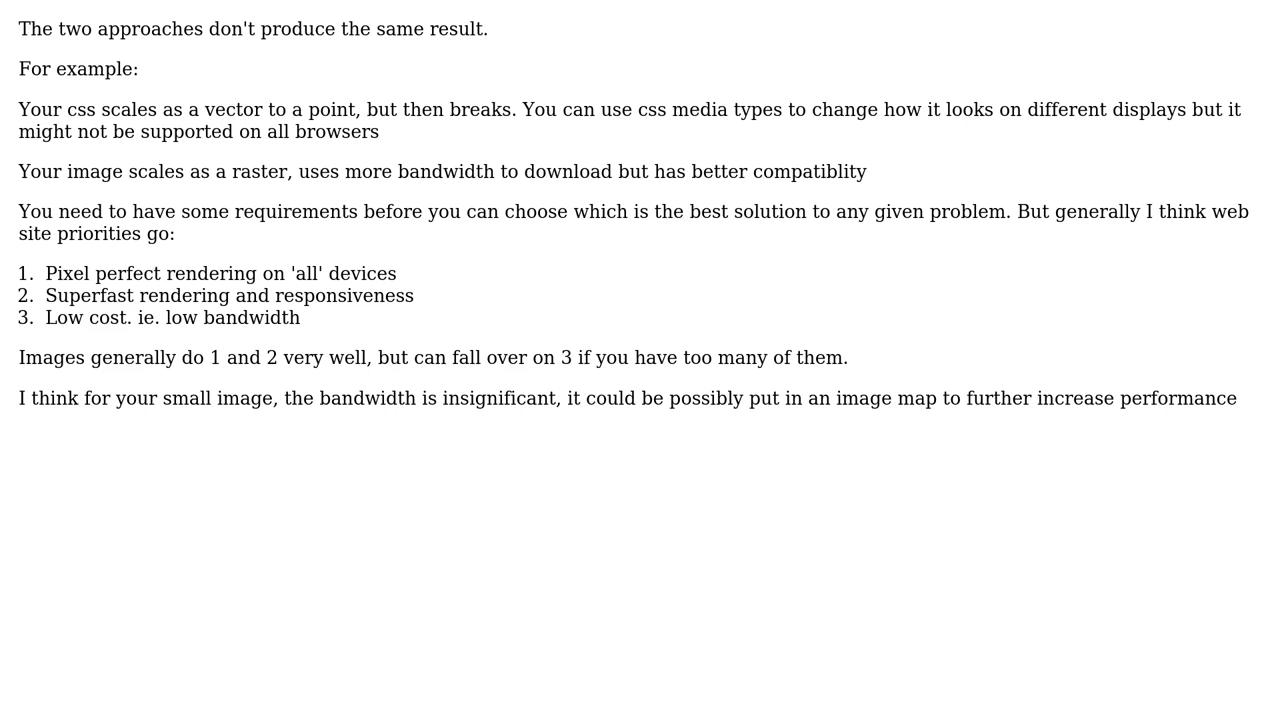 The two approaches don't produce the same result.
For example:
Your css scales as a vector to a point, but then breaks. You can use css media types to change how it looks on different displays but it
might not be supported on all browsers
Your image scales as a raster, uses more bandwidth to download but has better compatiblity
You need to have some requirements before you can choose which is the best solution to any given problem. But generally I think web
site priorities go:
1. Pixel perfect rendering on 'all' devices
2. Superfast rendering and responsiveness
3. Low cost. ie. low bandwidth
Images generally do 1 and 2 very well, but can fall over on 3 if you have too many of them.
I think for your small image, the bandwidth is insignificant, it could be possibly put in an image map to further increase performance